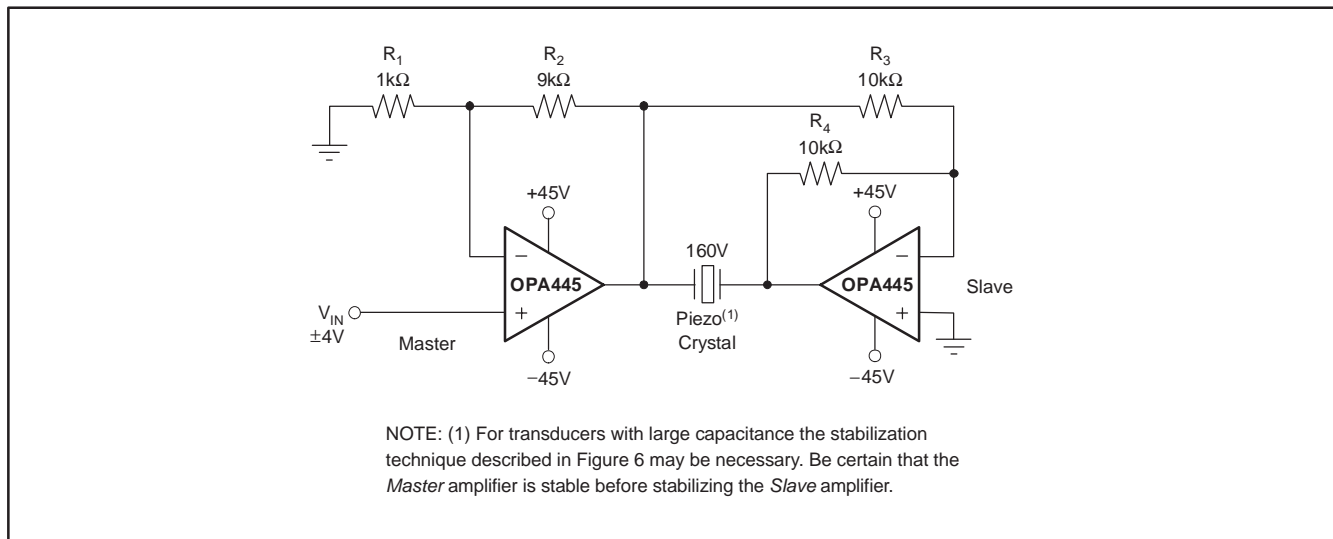 R1
1kΩ
R2
9kΩ
R3
10kΩ
R4
10kΩ
+45V
+45V
160V
−
OPA445
+
OPA445
−
+
Slave
VIN
±4V
Master
Piezo(1)
Crystal
−45V
−45V
NOTE: (1) For transducers with large capacitance the stabilization
technique described in Figure 6 may be necessary. Be certain that the
Master amplifier is stable before stabilizing the Slave amplifier.